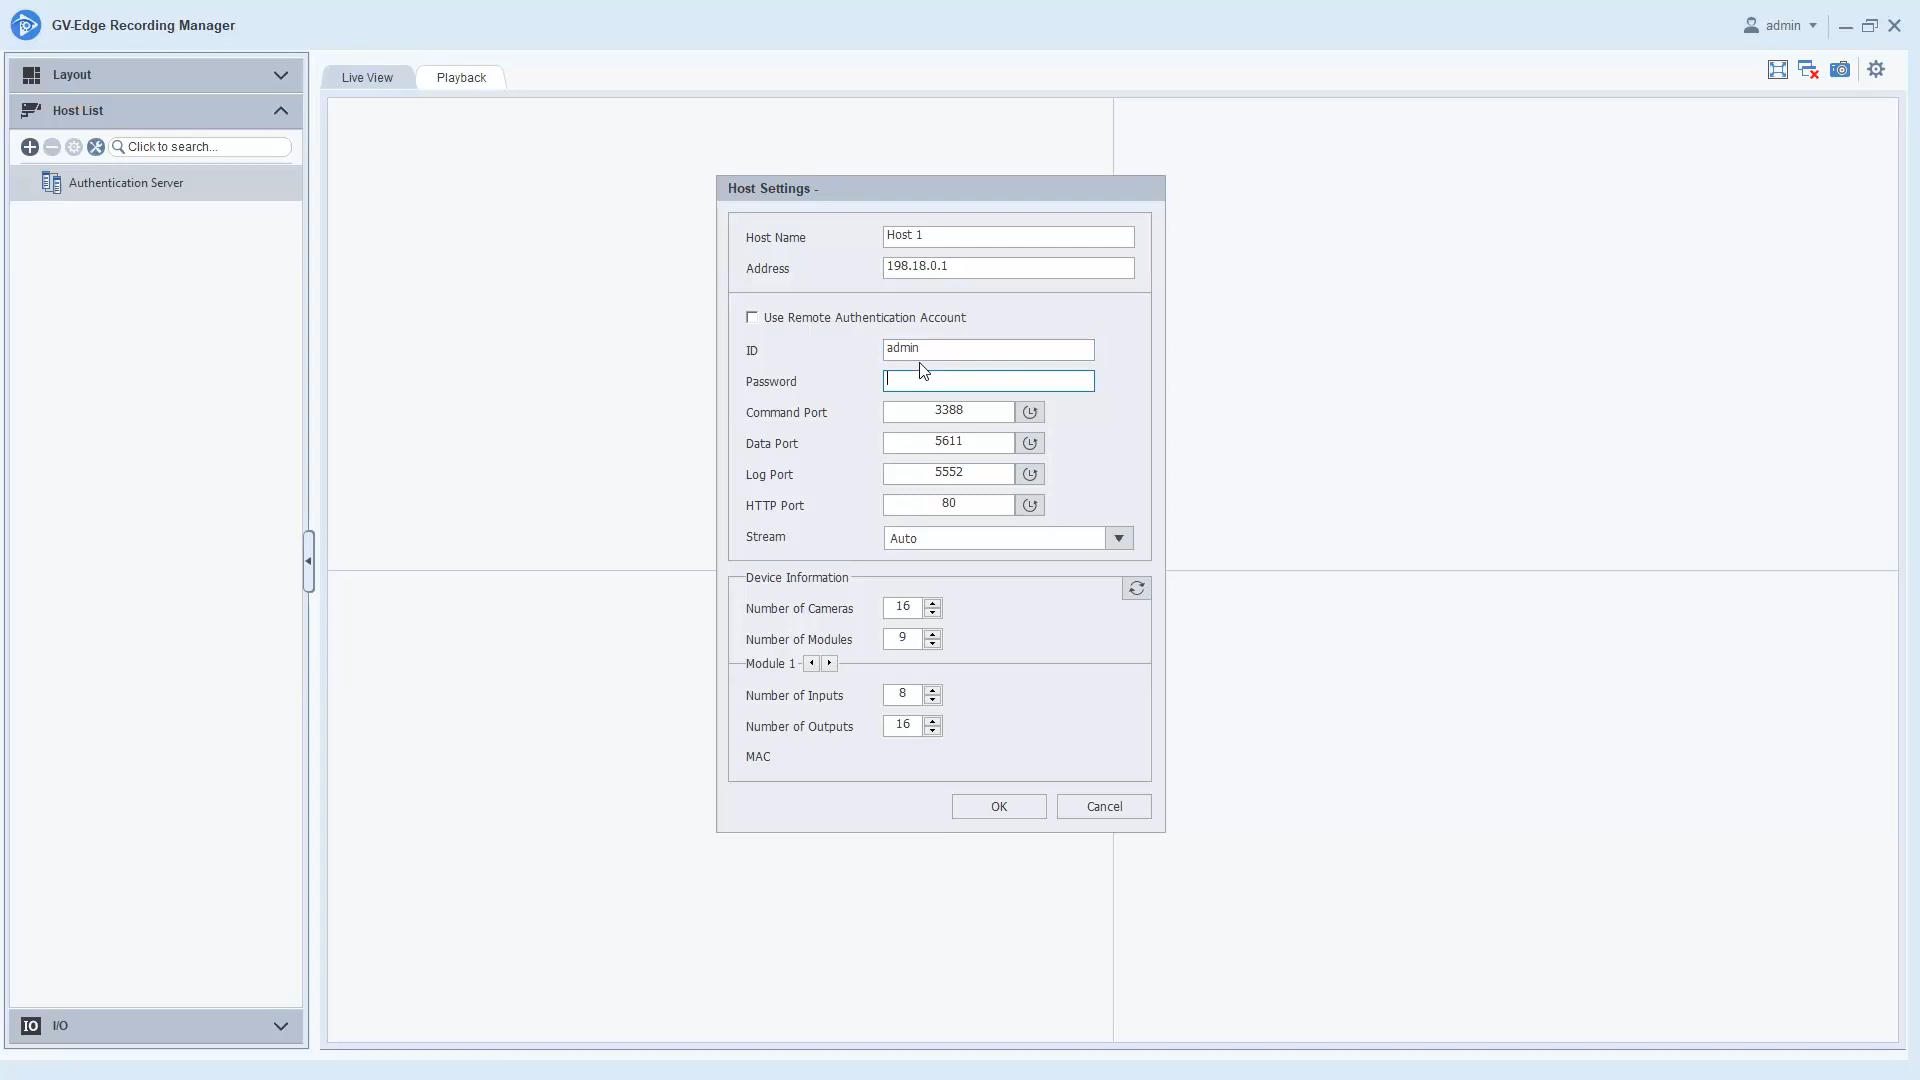 GV-Edge Recording Manager
admin
Layout
Host List
Click to search...
Authentication Server
I/O
IO
Live View
Playback
Host Settings -
Host Name
Host 1
Address
198.18.0.1
Use Remote Authentication Account
ID
admin
Password
Command Port
3388
Data Port
5611
Log Port
5552
HTTP Port
80
Stream
Auto
Device Information
Number of Cameras
16
Number of Modules
9
Module 1
Number of Inputs
8
Number of Outputs
16
MAC
OK
Cancel